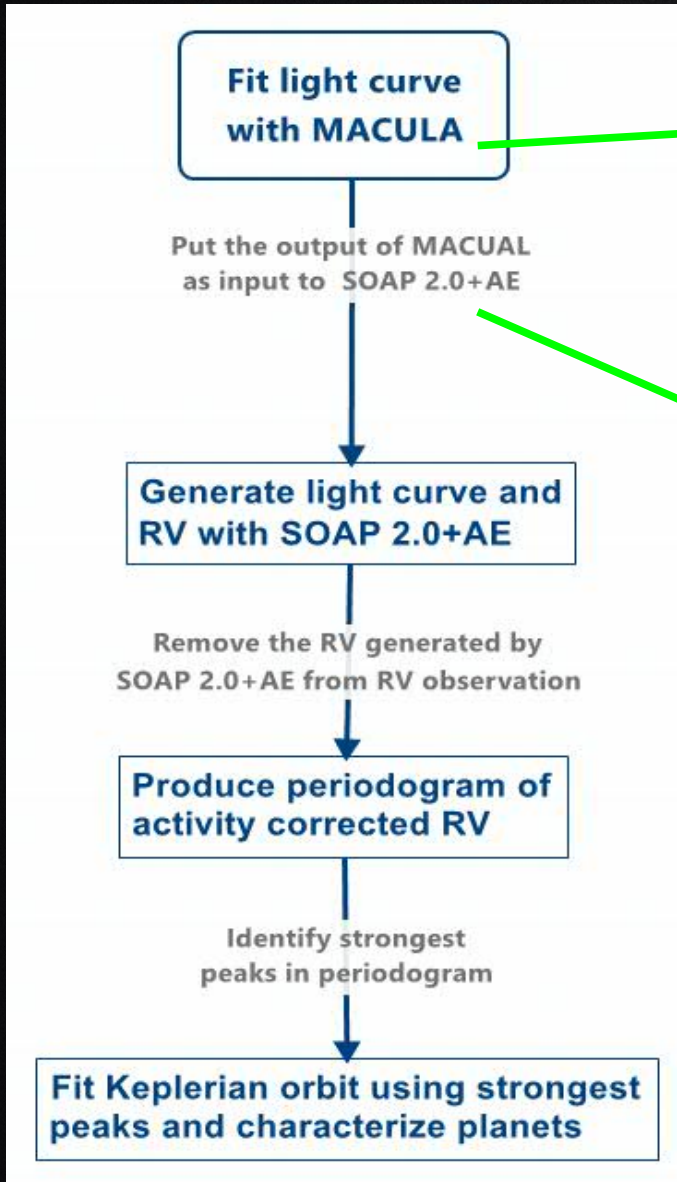 Fit light curve
with MACULA
Put the output of MACUAL
as input to SOAP 2.0+AE
Generate light curve and
RV with SOAP 2.0+AE
Remove the RV generated by
SOAP 2.0+AE from RV observation
Produce periodogram of
activity corrected RV
Identify strongest
peaks in periodogram
Fit Keplerian orbit using strongest
peaks and characterize planets